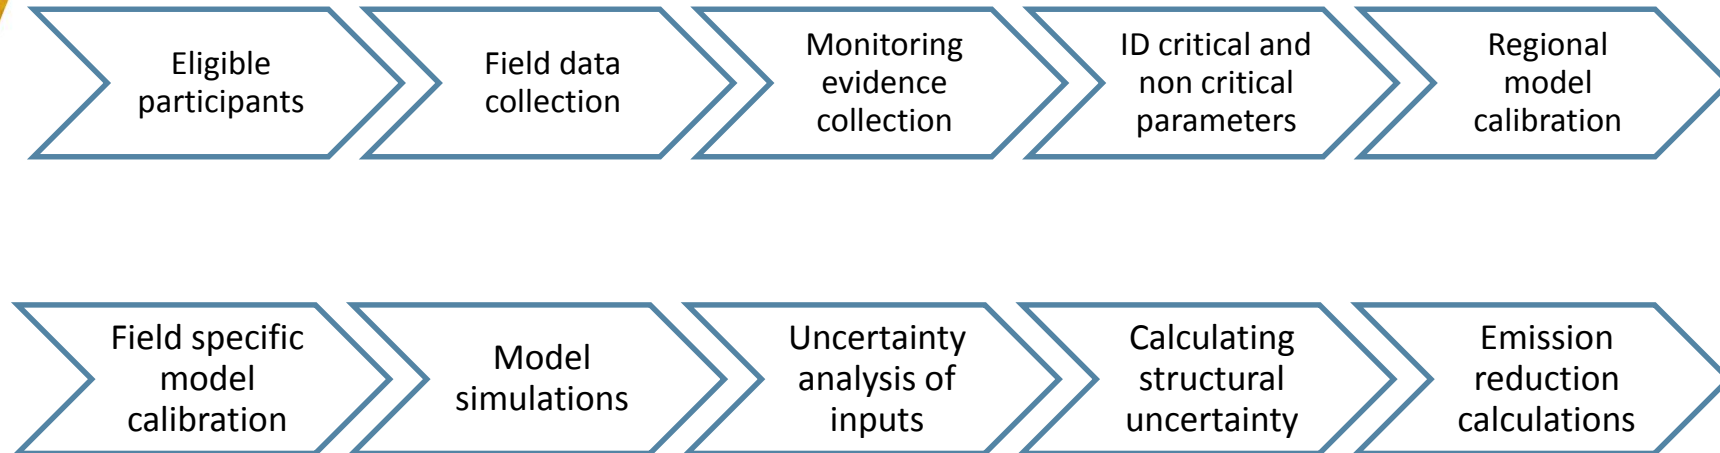 Eligible
participants
Field data
collection
Monitoring
evidence
collection
ID critical and
non critical
parameters
Regional
model
calibration
Field specific
model
calibration
Model
simulations
Uncertainty
analysis of
inputs
Calculating
structural
uncertainty
Emission
reduction
calculations